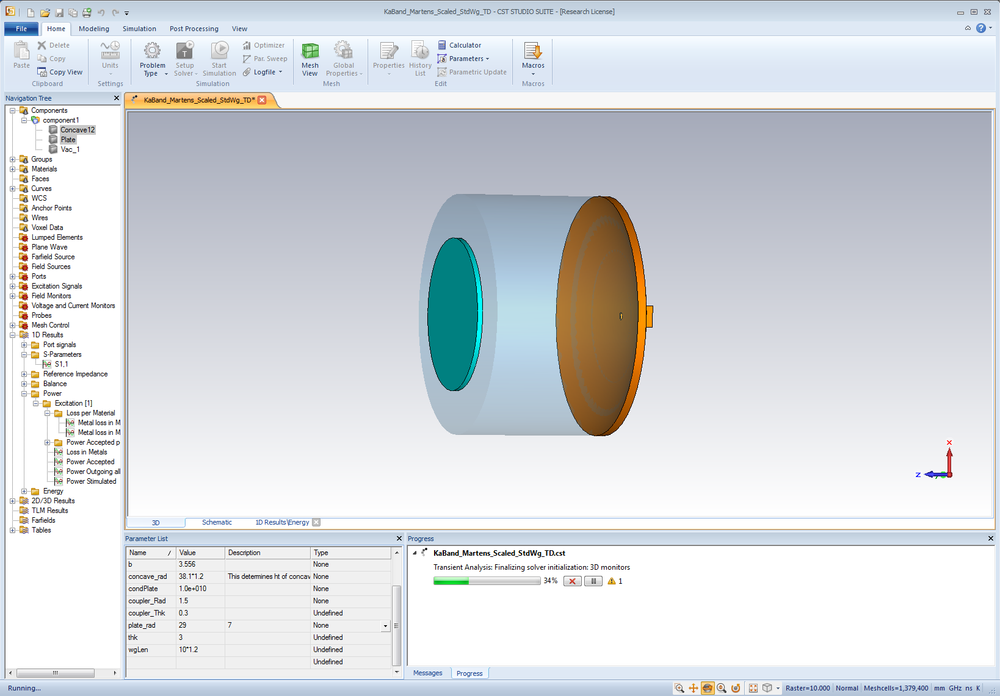 KaBand_Martens_Scaled_StdWg_TD - CST STUDIO SUITE - [Research License]
File Home Modeling Simulation Post Processing View
Paste
Delete
Copy
Copy View
Clipboard
Units
Settings
Problem Type
Setup Solver
Start Simulation
Optimizer
Par. Sweep
Logfile
Simulation
Mesh View
Global Properties
Mesh
Properties
History List
Calculator
Parameters
Parametric Update
Edit
Macros
Macros
Navigation Tree
Components
component1
Concave12
Plate
Vac_1
Groups
Materials
Faces
Curves
WCS
Anchor Points
Wires
Voxel Data
Lumped Elements
Plane Wave
Farfield Source
Field Sources
Ports
Excitation Signals
Field Monitors
Voltage and Current Monitors
Probes
Mesh Control
1D Results
Port signals
S-Parameters
S1,1
Reference Impedance
Balance
Power
Excitation [1]
Loss per Material
Metal loss in M
Metal loss in M
Power Accepted p
Loss in Metals
Power Accepted
Power Outgoing all
Power Stimulated
Energy
2D/3D Results
TLM Results
Farfields
Tables
KaBand_Martens_Scaled_StdWg_TD*
x
z
3D Schematic 1D Results\Energy
Parameter List
Name / Value Description Type
b 3.556 None
concave_rad 38.1*1.2 This determines ht of concav None
condPlate 1.0e+010 None
coupler_Rad 1.5 None
coupler_Thk 0.3 Undefined
plate_rad 29 7 None
thk 3 Undefined
wgLen 10*1.2 Undefined
Undefined
Progress
KaBand_Martens_Scaled_StdWg_TD.cst
Transient Analysis: Finalizing solver initialization: 3D monitors
34% 1
Messages Progress
Running...
Raster=10.000 Normal Meshcells=1,379,400 mm GHz ns K